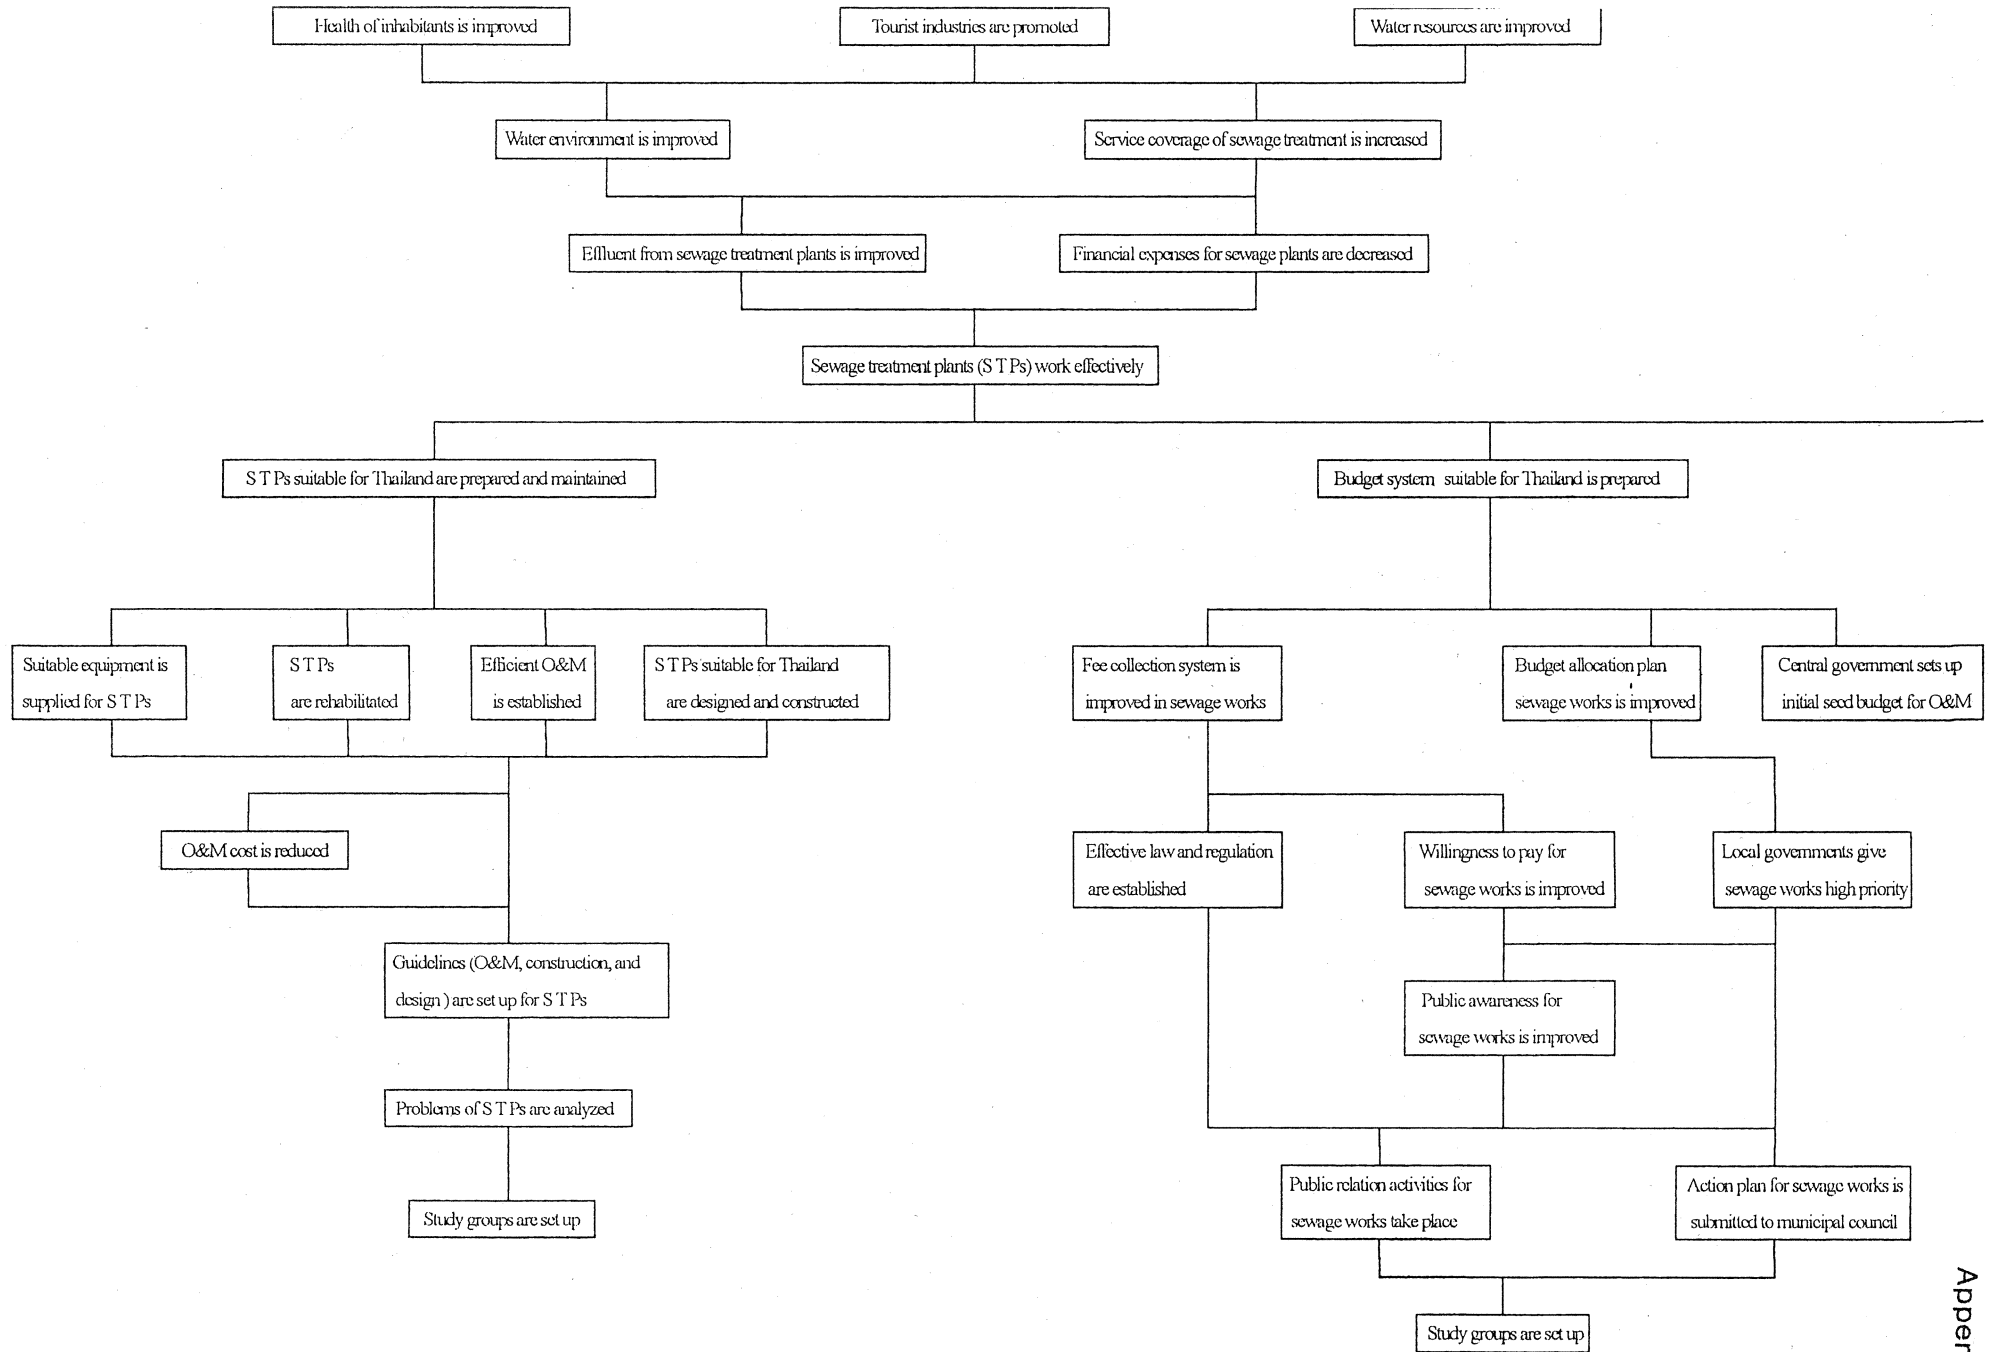 Health of inhabitants is improved
Tourist industries are promoted
Water resources are improved
Water environment is improved
Service coverage of sewage treatment is increased
Effluent from sewage treatment plants is improved
Financial expenses for sewage plants are decreased
Sewage treatment plants (S T Ps) work effectively
S T Ps suitable for Thailand are prepared and maintained
Budget system suitable for Thailand is prepared
Suitable equipment is
supplied for S T Ps
S T Ps
are rehabilitated
Efficient O&M
is established
S T Ps suitable for Thailand
are designed and constructed
Fee collection system is
improved in sewage works
Budget allocation plan
sewage works is improved
Central government sets up
initial seed budget for O&M
O&M cost is reduced
Effective law and regulation
are established
Willingness to pay for
sewage works is improved
Local governments give
sewage works high priority
Guidelines (O&M, construction, and
design ) are set up for S T Ps
Public awareness for
sewage works is improved
Problems of S T Ps are analyzed
Public relation activities for
sewage works take place
Action plan for sewage works is
submitted to municipal council
Study groups are set up
Study groups are set up
Apper